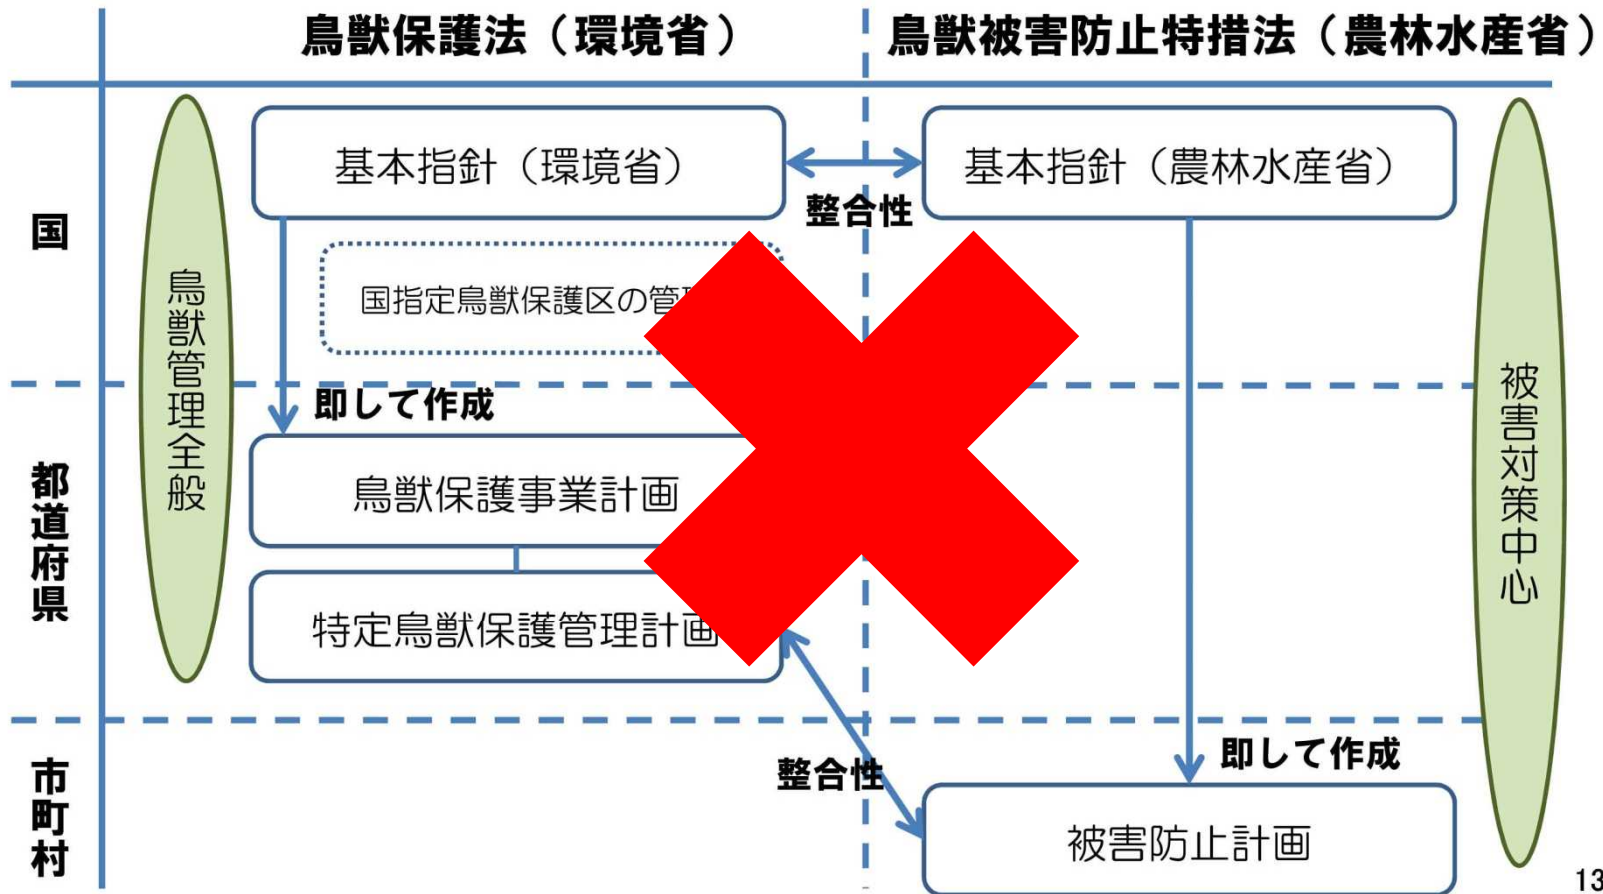 鳥獣保護法（環境省）
鳥獣被害防止特措法（農林水産省）
国
鳥獣管理全般
基本指針（環境省）
整合性
基本指針（農林水産省）
国指定鳥獣保護区の管
即して作成
都道府県
鳥獣保護事業計画
特定鳥獣保護管理計画
被害対策中心
市町村
整合性
即して作成
被害防止計画
13